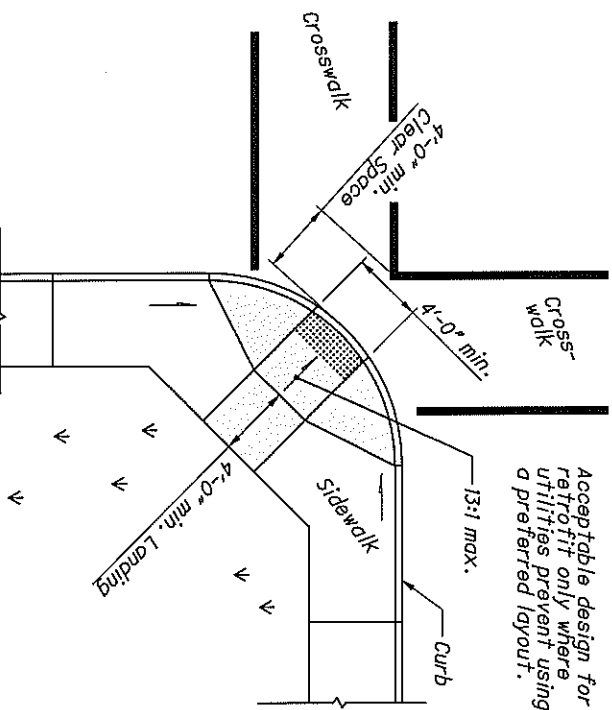 Acceptable design for
retrofit only where
utilities prevent using
a preferred layout.
Cross-
walk
Crosswalk
4'-0" min.
Clear Space
4'-0" min.
13:1 max.
Curb
Sidewalk
4'-0" min. Landing